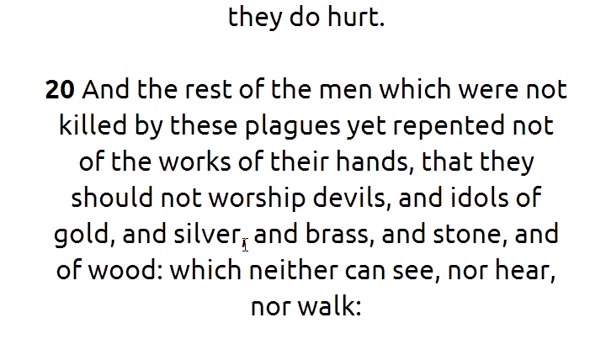 they do hurt.
20 And the rest of the men which were not
killed by these plagues yet repented not
of the works of their hands, that they
should not worship devils, and idols of
gold, and silver, and brass, and stone, and
of wood: which neither can see, nor hear,
nor walk: